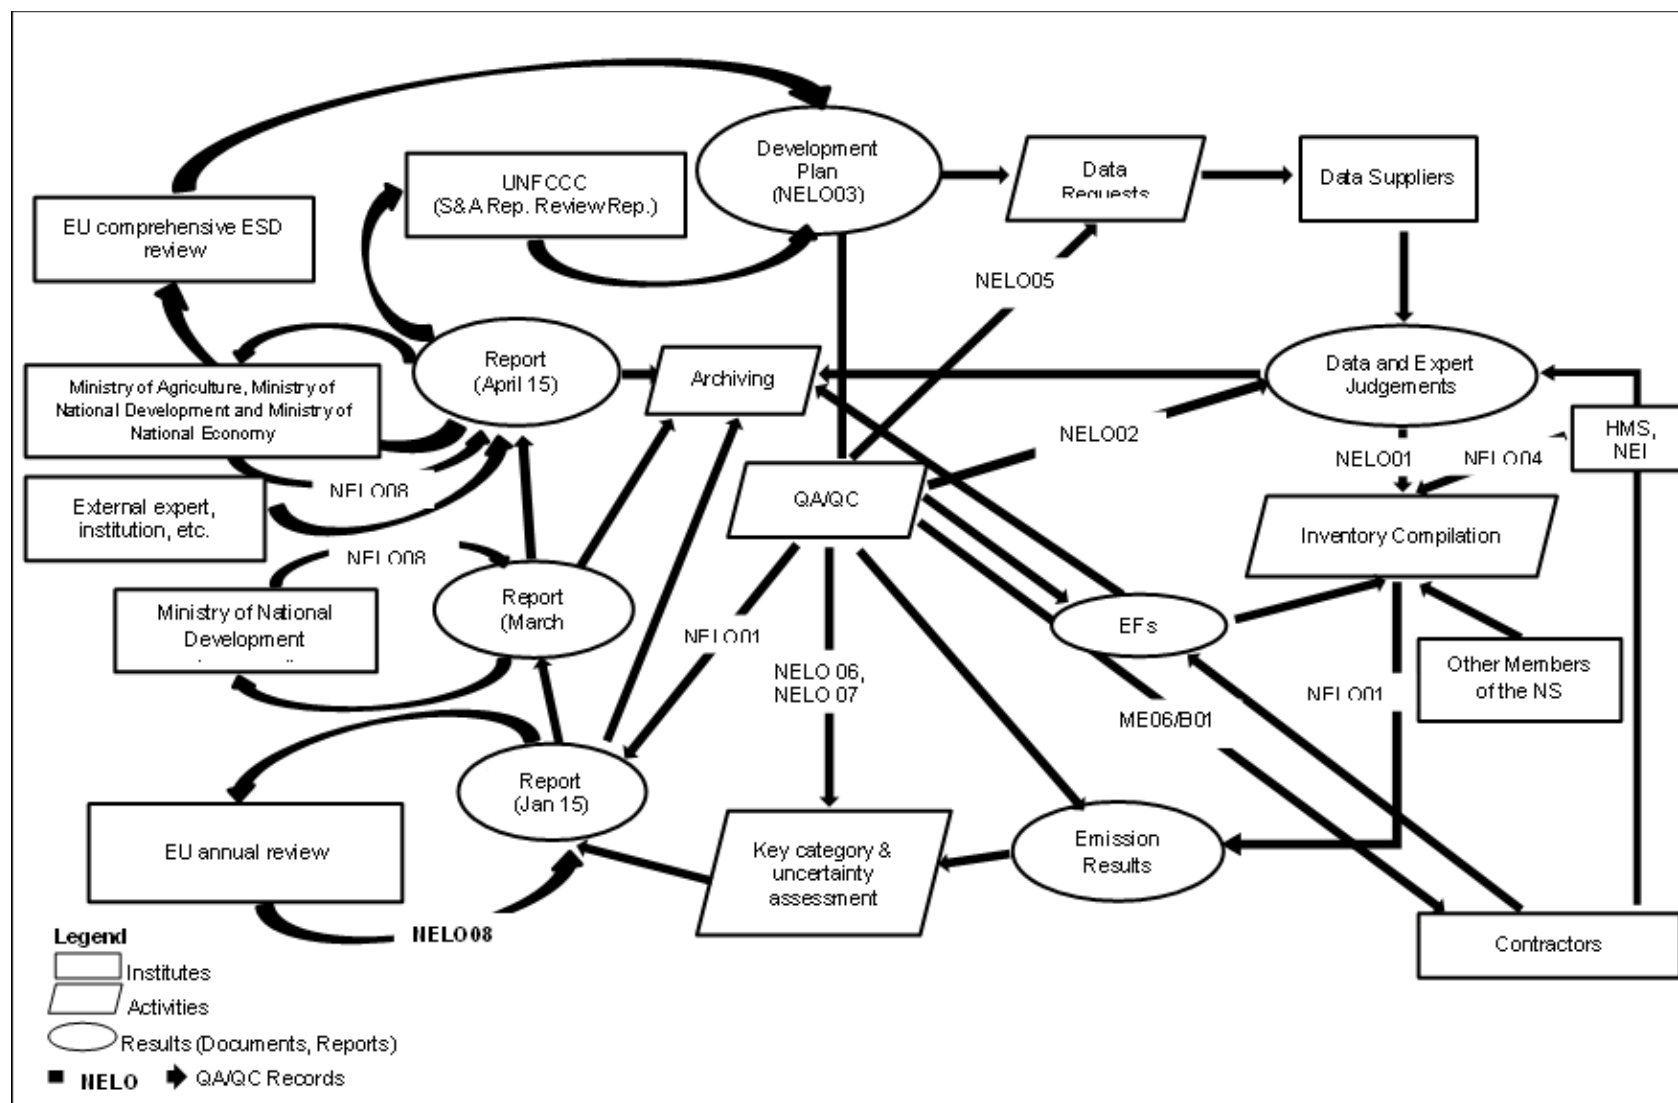 Development
Plan
(NELO03)
UNFCCC
(S&A Rep. Review Rep.)
Data
Requests
Data Suppliers
EU comprehensive ESD
review
NELO05
Report
(April 15)
Archiving
Data and Expert
Judgements
Ministry of Agriculture, Ministry of
National Development and Ministry of
National Economy
NELO02
NELO01
NELO04
HMS,
NEI
NELO08
External expert,
institution, etc.
QA/QC
Inventory Compilation
NELO08
Ministry of National
Development
Report
(March
EFs
NELO01
NELO 06,
NELO 07
Other Members
of the NS
NELO01
ME06/B01
Report
(Jan 15)
EU annual review
Key category &
uncertainty
assessment
Emission
Results
NELO08
Contractors
Legend
Institutes
Activities
Results (Documents, Reports)
NELO QA/QC Records